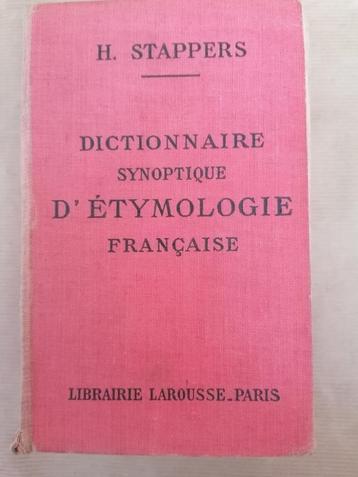 H. STAPPERS
DICTIONNAIRE
SYNOPTIQUE
D'ÉTYMOLOGIE
FRANÇAISE
LIBRAIRIE LAROUSSE_PARIS